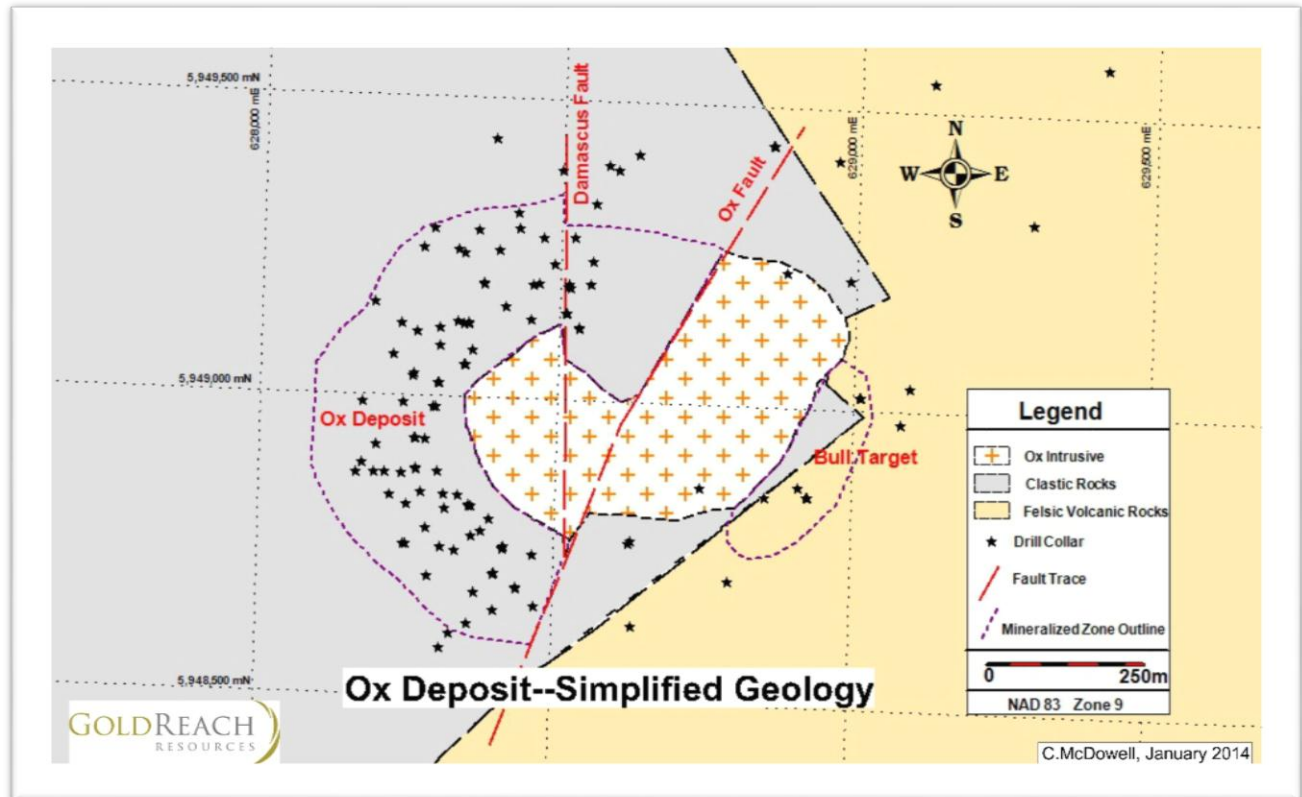 5,949,500 mN
628,000 mE
Damascus Fault
Ox Fault
629,000 mE
629,500 mE
N
W
E
S
5,949,000 mN
Ox Deposit
Bull Target
Legend
Ox Intrusive
Clastic Rocks
Felsic Volcanic Rocks
Drill Collar
Fault Trace
Mineralized Zone Outline
0 250m
NAD 83 Zone 9
5,948,500 mN
Ox Deposit--Simplified Geology
GOLDREACH
RESOURCES
C.McDowell, January 2014